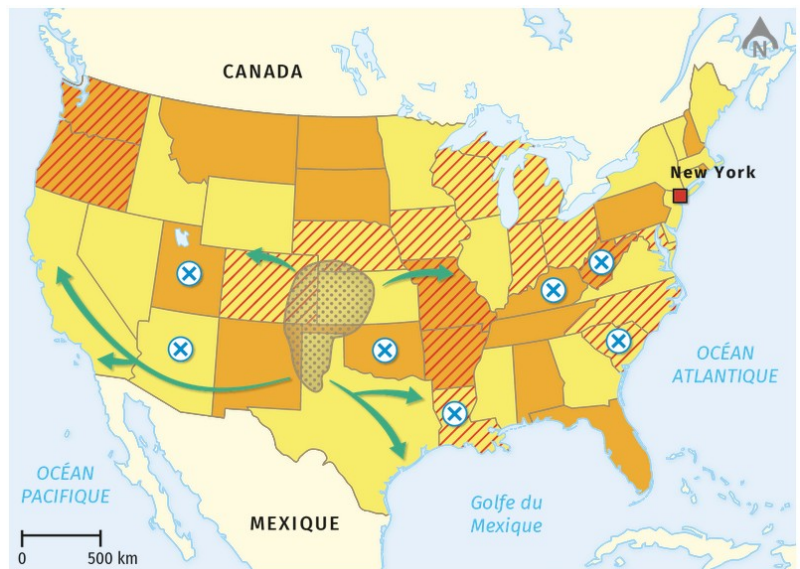 N
CANADA
New York
OCÉAN
ATLANTIQUE
OCÉAN
PACIFIQUE
Golfe du
Mexique
MEXIQUE
0 500 km